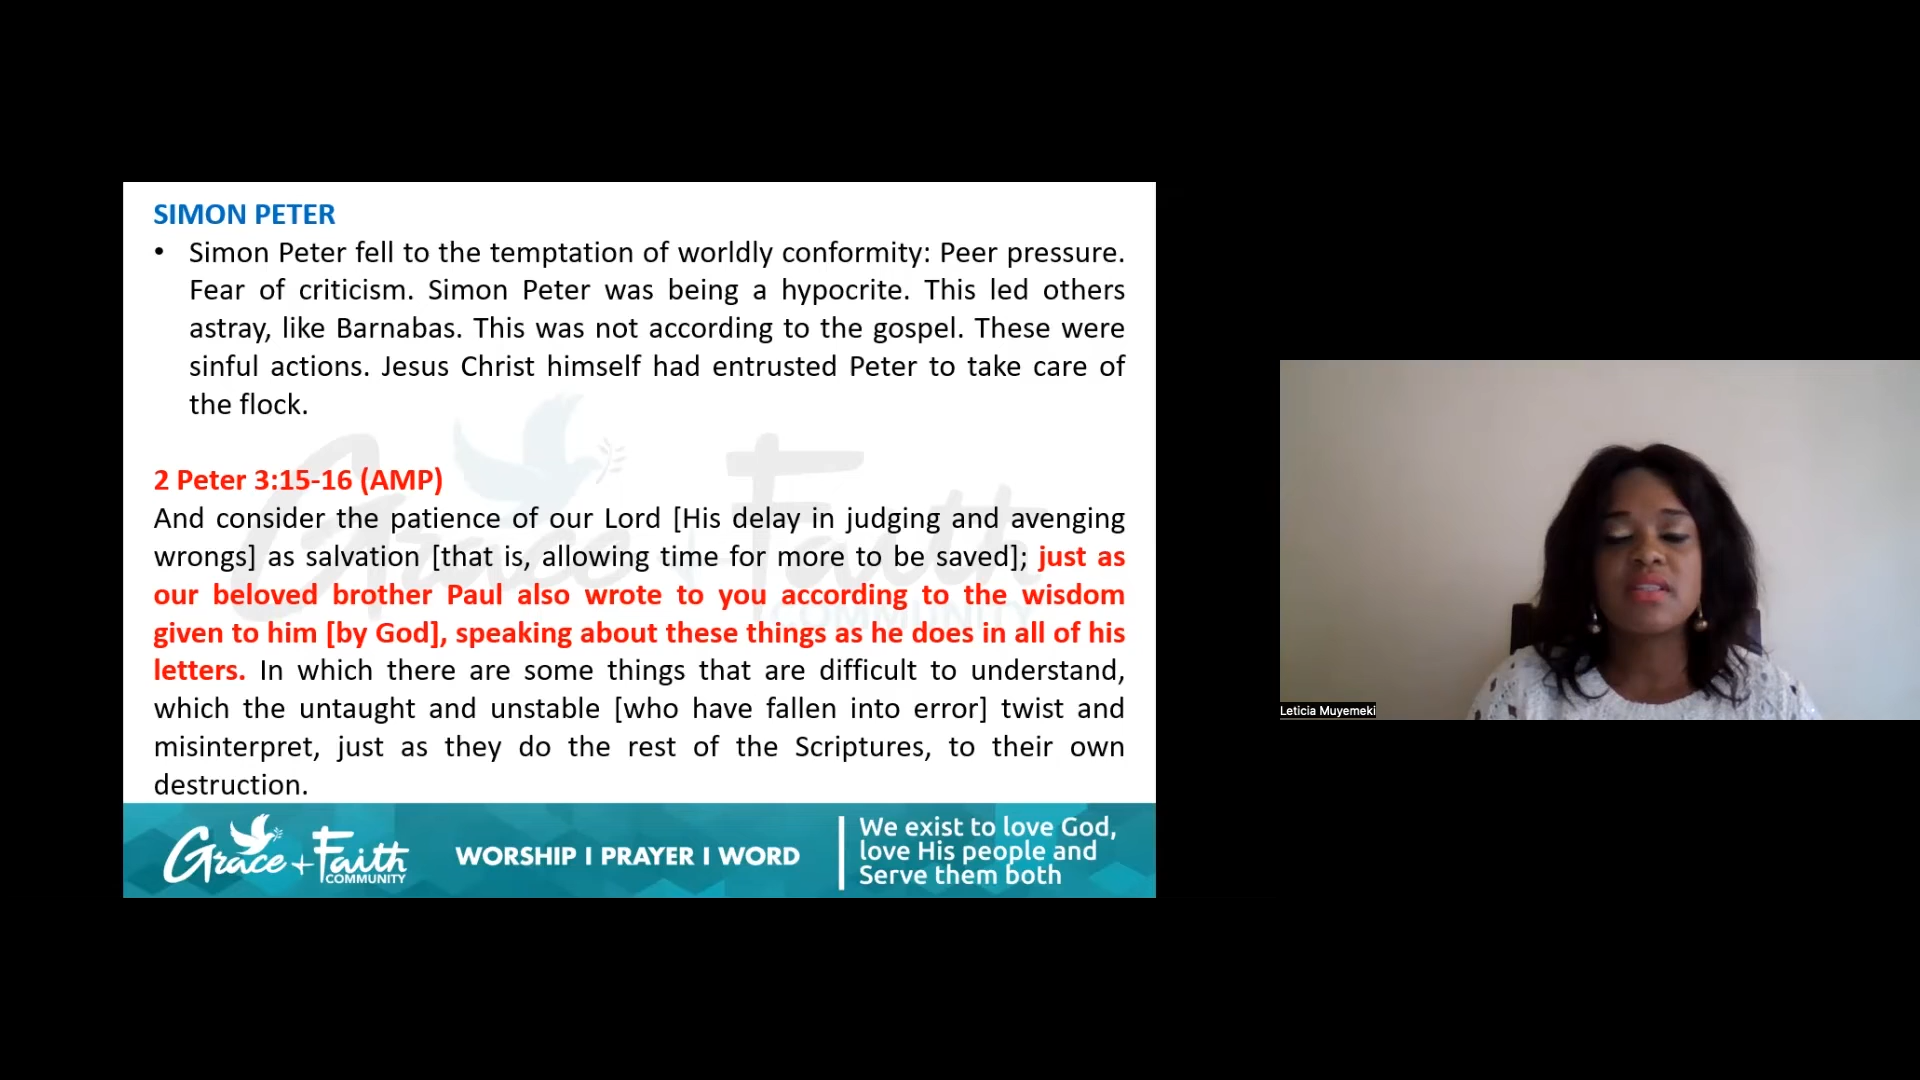 SIMON PETER
• Simon Peter fell to the temptation of worldly conformity: Peer pressure.
Fear of criticism. Simon Peter was being a hypocrite. This led others
astray, like Barnabas. This was not according to the gospel. These were
sinful actions. Jesus Christ himself had entrusted Peter to take care of
the flock.
2 Peter 3:15-16 (AMP)
And consider the patience of our Lord [His delay in judging and avenging
wrongs] as salvation [that is, allowing time for more to be saved]; just as
our beloved brother Paul also wrote to you according to the wisdom
given to him [by God], speaking about these things as he does in all of his
letters. In which there are some things that are difficult to understand,
which the untaught and unstable [who have fallen into error] twist and
misinterpret, just as they do the rest of the Scriptures, to their own
destruction.
Grace + Faith
COMMUNITY
Grace + Faith
COMMUNITY
WORSHIP I PRAYER I WORD
We exist to love God,
love His people and
Serve them both
Leticia Muyemeki